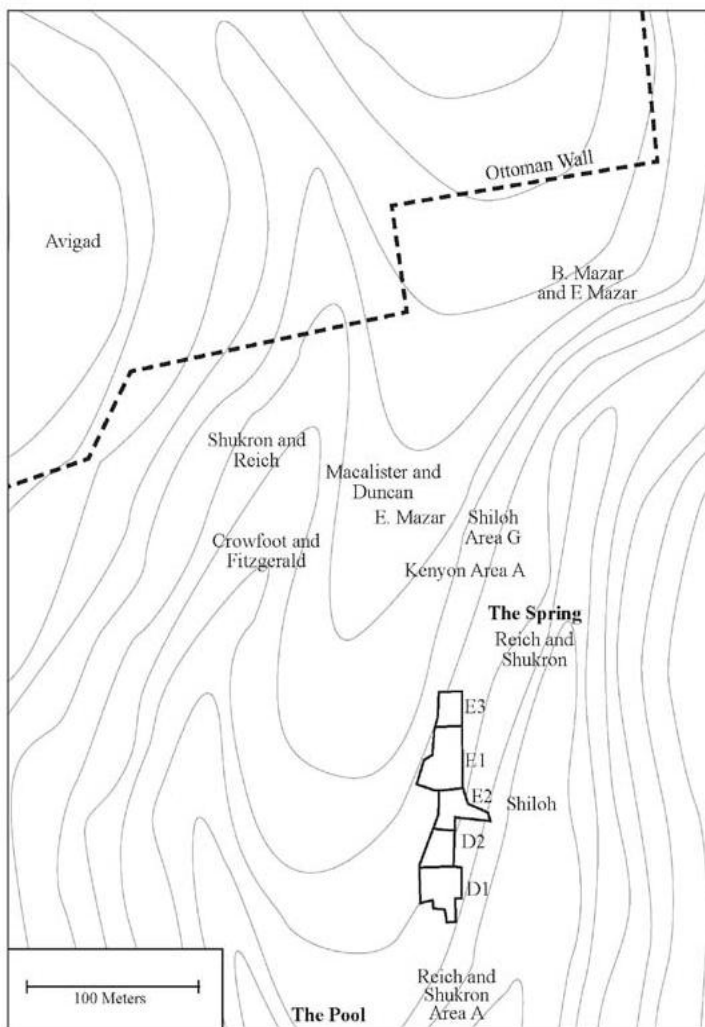 Ottoman Wall
Avigad
B. Mazar
and E Mazar
Shukron and
Reich
Macalister and
Duncan
E. Mazar
Shiloh
Area G
Crowfoot and
Fitzgerald
Kenyon Area A
The Spring
Reich and
Shukron
E3
E1
E2
Shiloh
D2
D1
Reich and
Shukron
Area A
100 Meters
The Pool